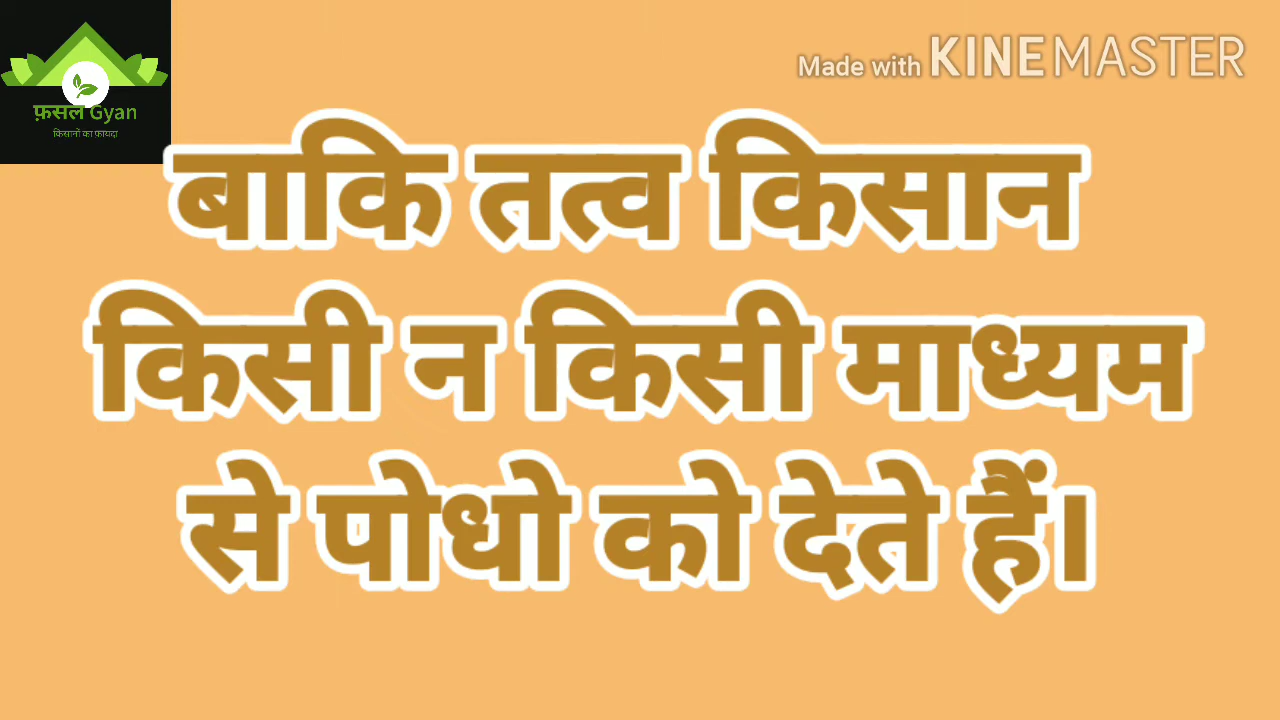 Made with KINEMASTER
फ़सल Gyan
किसानों का फ़ायदा
बाकि तत्व किसान
किसी न किसी माध्यम
से पोधो को देते हैं।